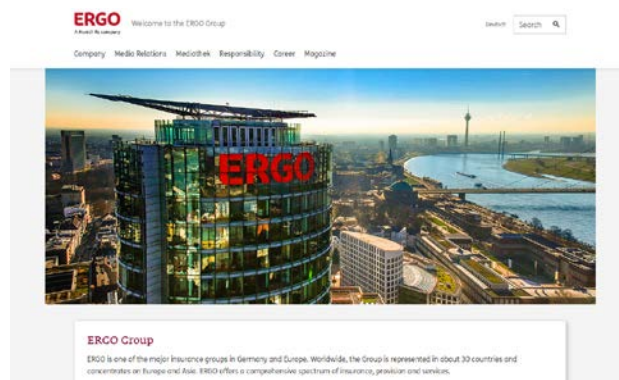 ERGO
A Munich Re company
Welcome to the ERGO Group
Deutsch
Search
Company Media Relations Mediathek Responsibility Career Magazine
ERGO
ERGO Group
ERGO is one of the major insurance groups in Germany and Europe. Worldwide, the Group is represented in about 30 countries and
concentrates on Europe and Asia. ERGO offers a comprehensive spectrum of insurance, provision and services.